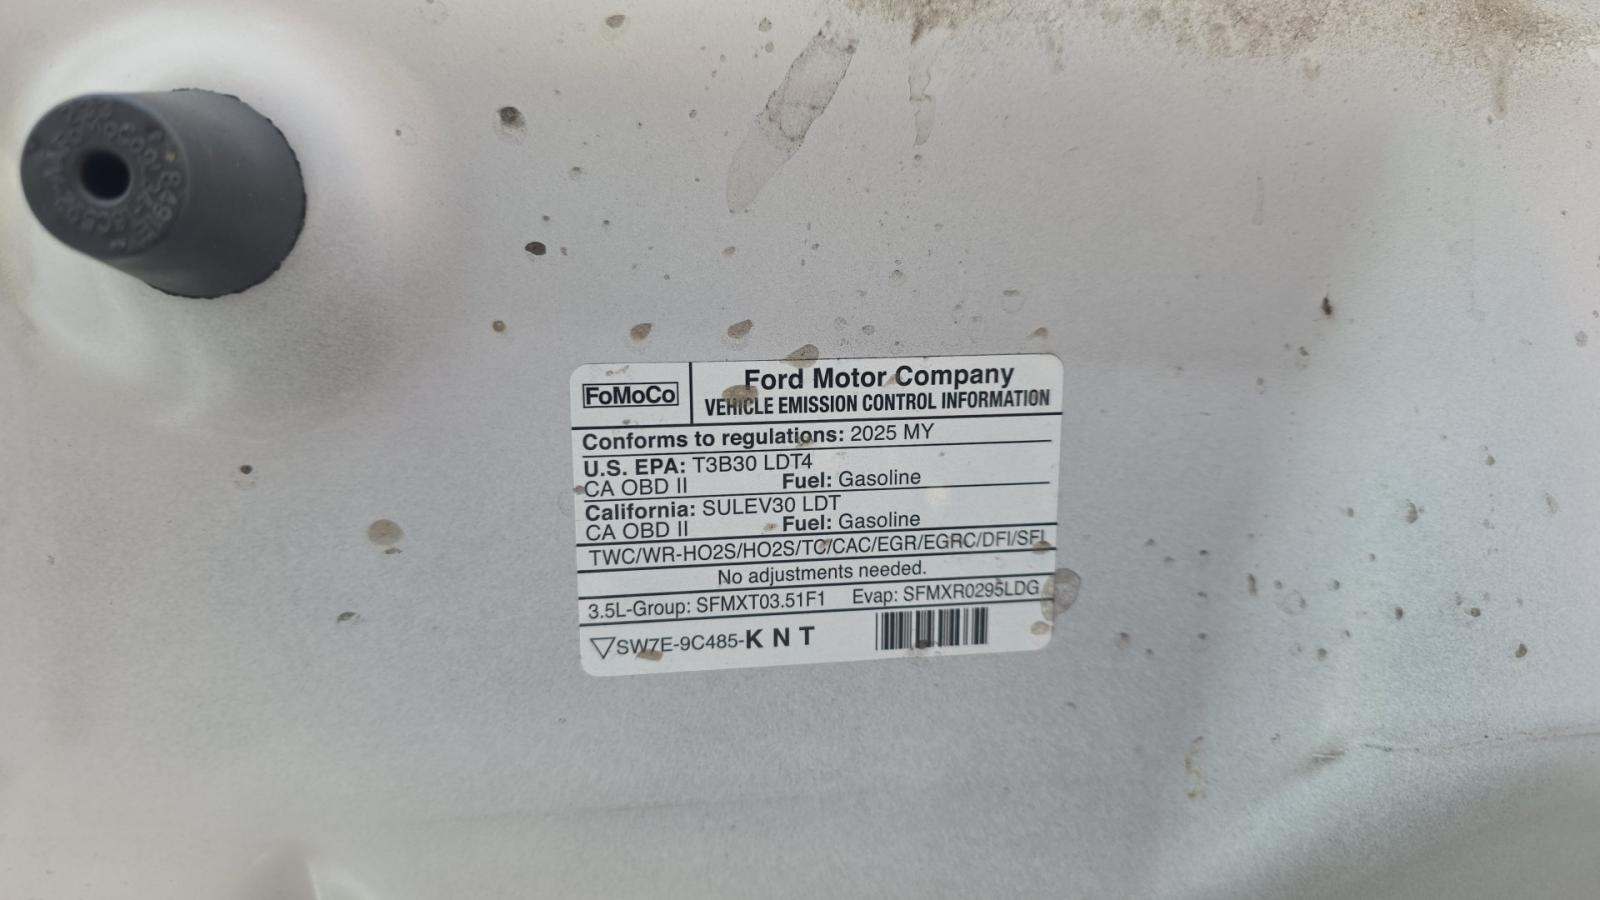 FoMoCo
Ford Motor Company
VEHICLE EMISSION CONTROL INFORMATION
Conforms to regulations: 2025 MY
U.S. EPA: T3B30 LDT4
CA OBD II Fuel: Gasoline
California: SULEV30 LDT
CA OBD II Fuel: Gasoline
TWC/WR-HO2S/HO2S/TC/CAC/EGR/EGRC/DFI/SFI
No adjustments needed.
3.5L-Group: SFMXT03.51F1 Evap: SFMXR0295LDG
SW7E-9C485-K N T